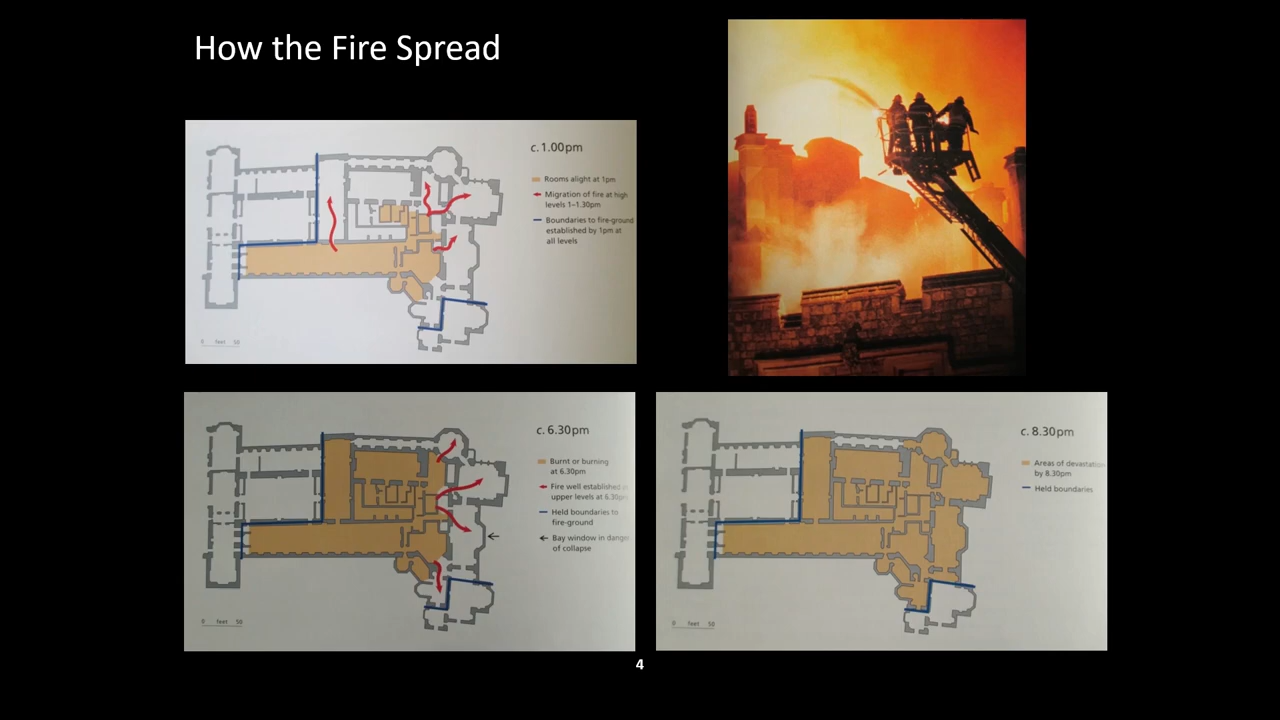 How the Fire Spread
c. 1.00pm
Rooms alight at 1pm
Migration of fire at high
levels 1–1.30pm
Boundaries to fire-ground
established by 1pm at
all levels
0 feet 50
c. 6.30pm
Burnt or burning
at 6.30pm
Fire well established
upper levels at 6.30pm
Held boundaries to
fire-ground
Bay window in danger
of collapse
0 feet 50
c. 8.30pm
Areas of devastation
by 8.30pm
Held boundaries
0 feet 50
4